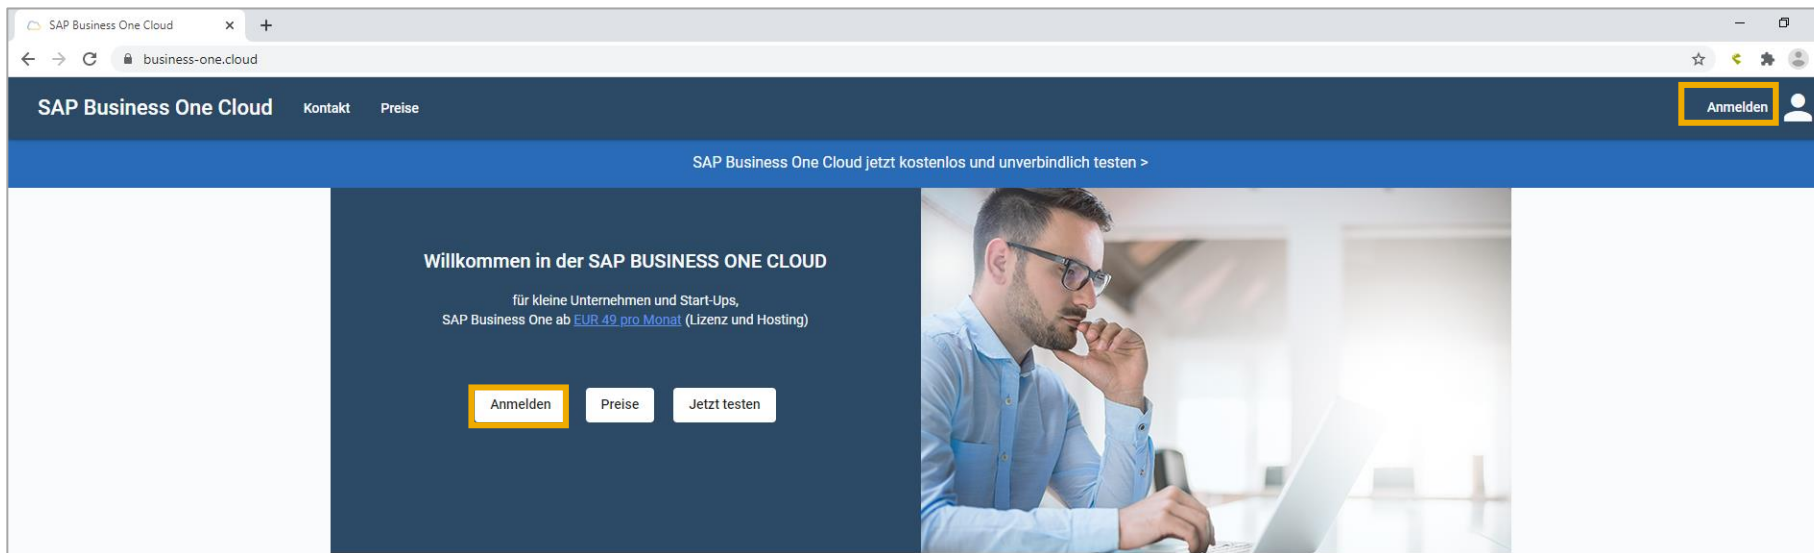 SAP Business One Cloud
business-one.cloud
SAP Business One Cloud Kontakt Preise Anmelden
SAP Business One Cloud jetzt kostenlos und unverbindlich testen >
Willkommen in der SAP BUSINESS ONE CLOUD
für kleine Unternehmen und Start-Ups,
SAP Business One ab EUR 49 pro Monat (Lizenz und Hosting)
Anmelden Preise Jetzt testen